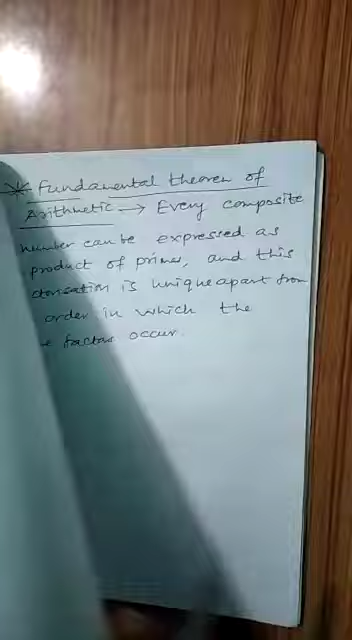 * Fundamental theorem of
Arithmetic → Every composite
number can be expressed as
product of primes, and this
ctorisation is unique apart from
order in which the
e factors occur.